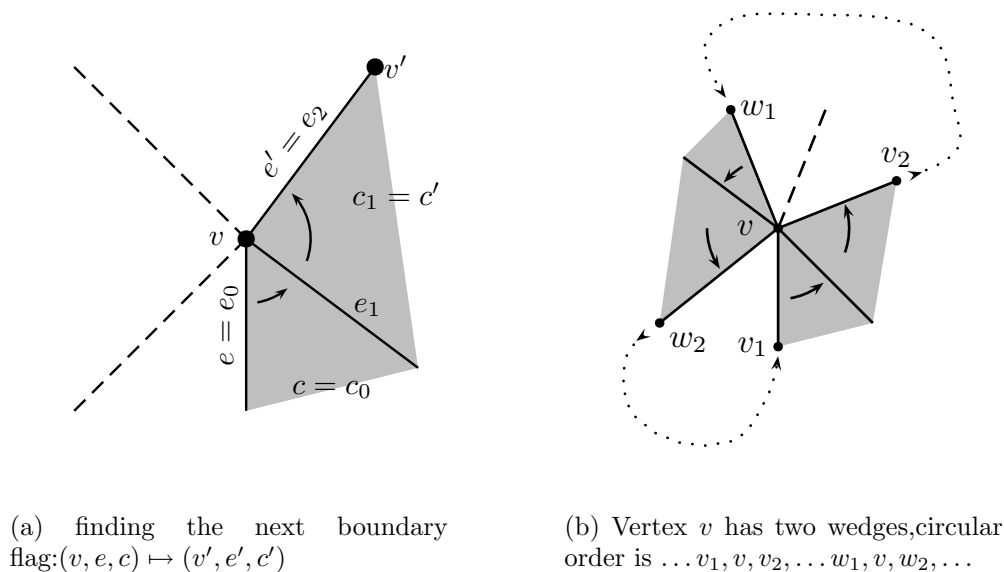 v′
e′ = e₂
c₁ = c′
v
e₁
e = e₀
c = c₀
w₁
v₂
v
w₂
v₁
(a) finding the next boundary
flag:(v, e, c) ↦ (v′, e′, c′)
(b) Vertex v has two wedges,circular
order is … v₁, v, v₂, … w₁, v, w₂, …